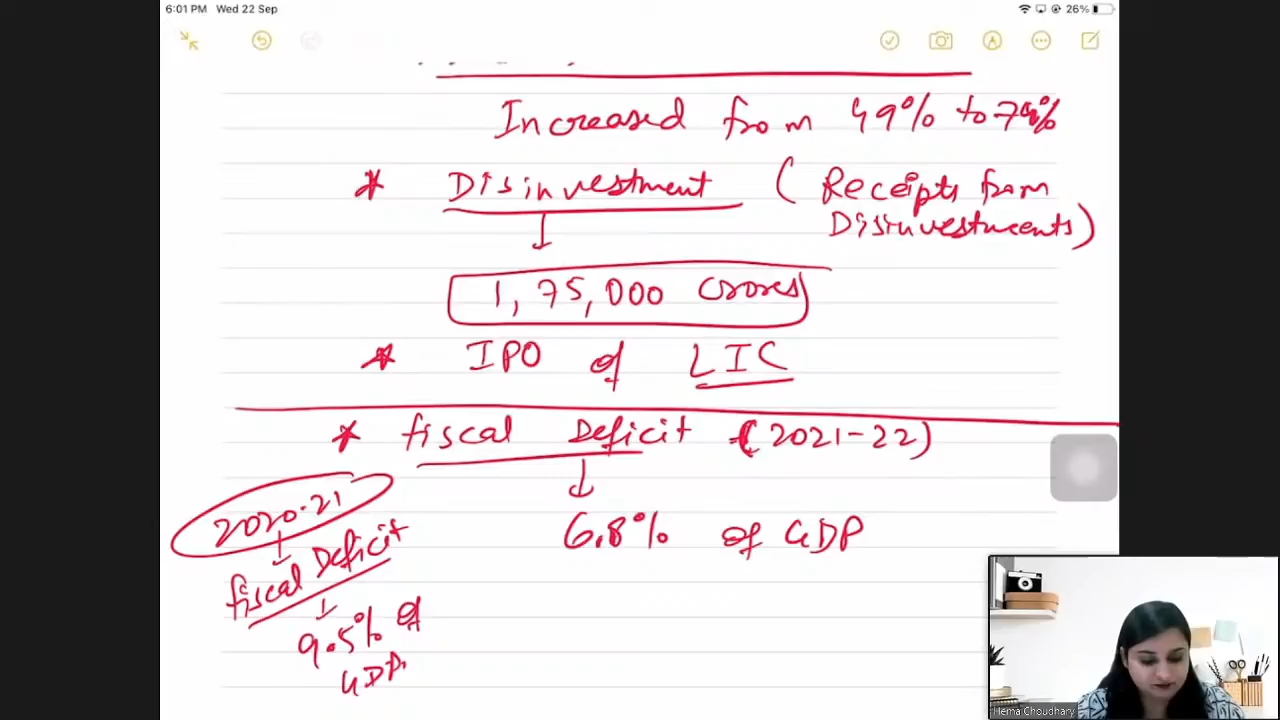 6:01 PM Wed 22 Sep
26%
Increased from 49% to 74%
* Disinvestment (Receipts from
Disinvestments)
1,75,000 crores
* IPO of LIC
* fiscal Deficit (2021-22)
6.8% of GDP
2020-21
fiscal Deficit
9.5% of
GDP.
Hema Choudhary